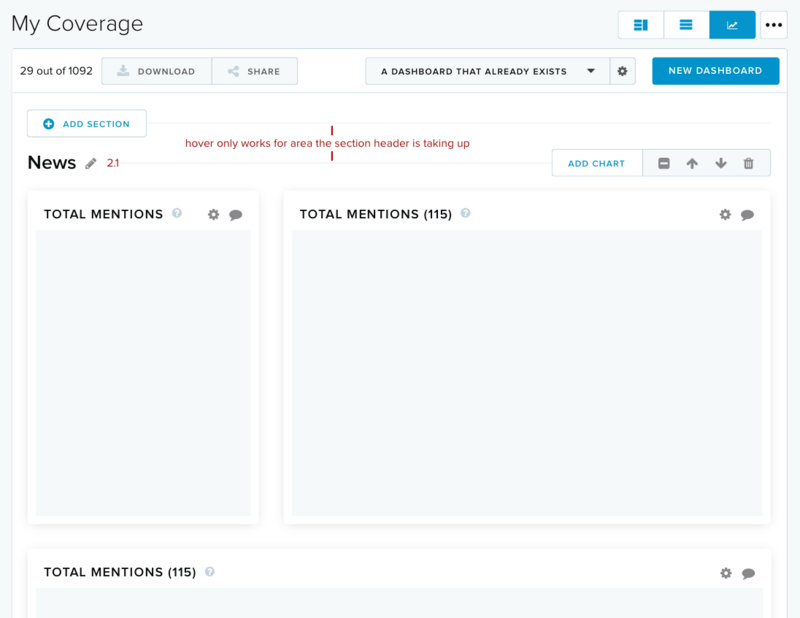 My Coverage
29 out of 1092
DOWNLOAD
SHARE
A DASHBOARD THAT ALREADY EXISTS
NEW DASHBOARD
ADD SECTION
hover only works for area the section header is taking up
News
2.1
ADD CHART
TOTAL MENTIONS ?
TOTAL MENTIONS (115) ?
TOTAL MENTIONS (115) ?